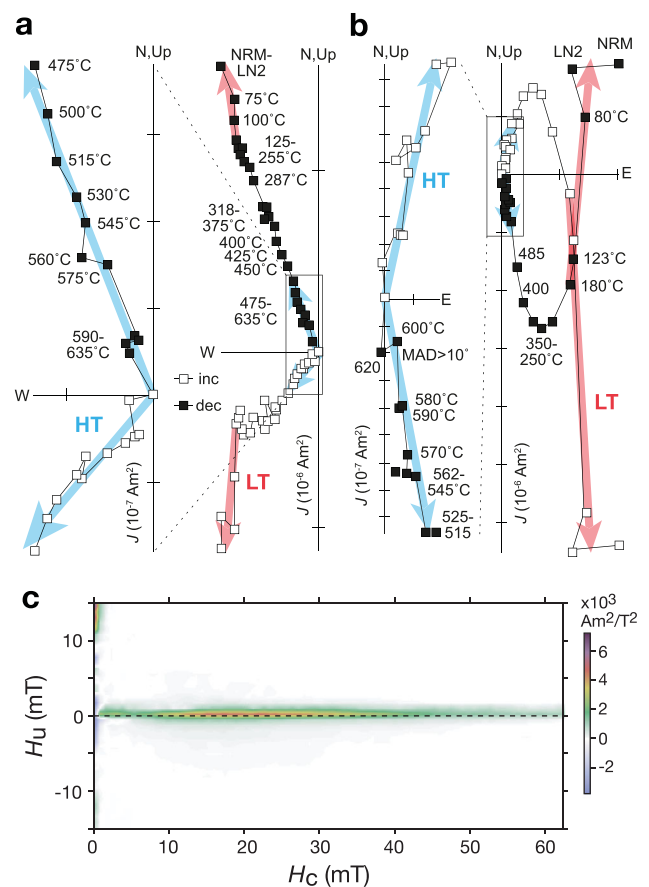 a
N,Up
475˚C
500˚C
515˚C
530˚C
545˚C
560˚C
575˚C
590-
635˚C
W
HT
J (10-7 Am2)
inc
dec
NRM-
LN2
N,Up
75˚C
100˚C
125-
255˚C
287˚C
318-
375˚C
400˚C
425˚C
450˚C
475-
635˚C
W
LT
J (10-6 Am2)
b
N,Up
HT
E
600˚C
MAD>10˚
620
580˚C
590˚C
570˚C
562-
545˚C
525-
515
J (10-7 Am2)
N,Up
LN2
NRM
80˚C
E
485
400
123˚C
180˚C
350-
250˚C
LT
J (10-6 Am2)
c
x103
Am2/T2
10
0
-10
Hu (mT)
0
10
20
30
40
50
60
Hc (mT)
6
4
2
0
-2